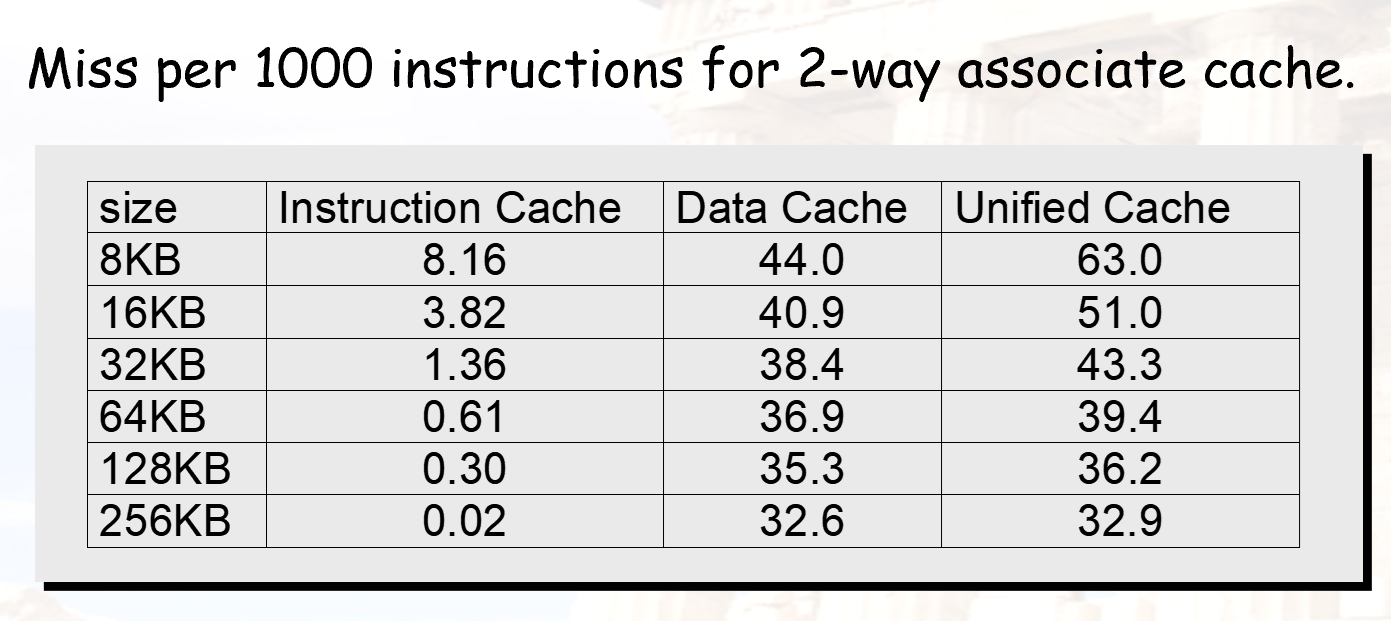 Miss per 1000 instructions for 2-way associate cache.
size Instruction Cache Data Cache Unified Cache
8KB 8.16 44.0 63.0
16KB 3.82 40.9 51.0
32KB 1.36 38.4 43.3
64KB 0.61 36.9 39.4
128KB 0.30 35.3 36.2
256KB 0.02 32.6 32.9